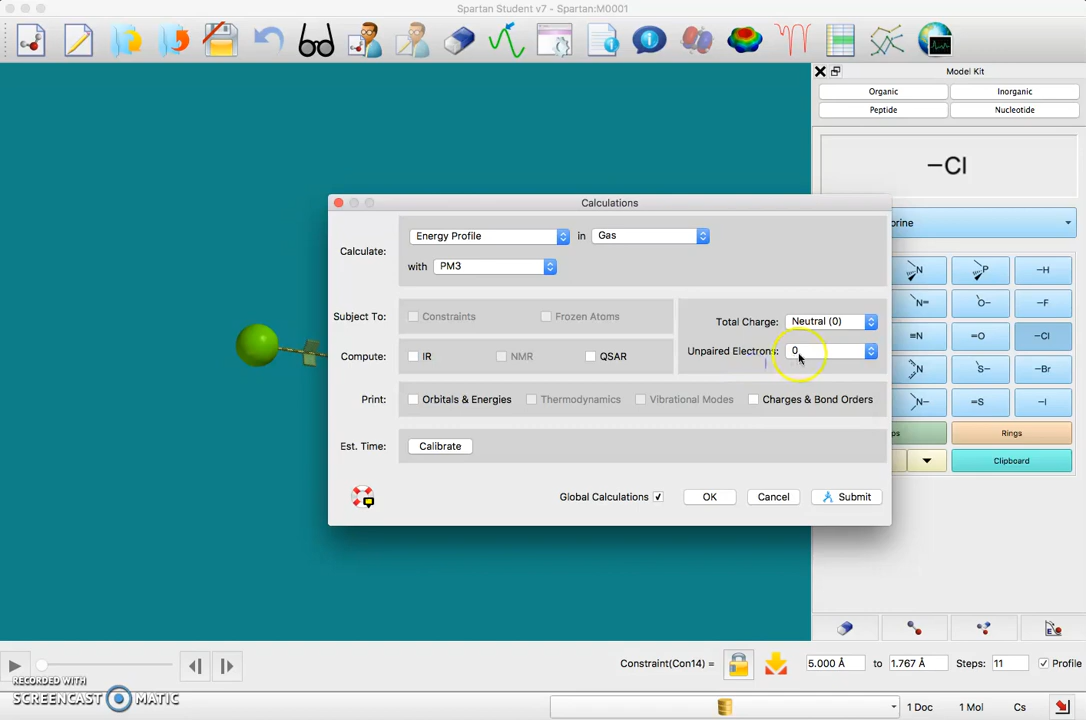 Spartan Student v7 - Spartan:M0001
Model Kit
Organic
Inorganic
Peptide
Nucleotide
–Cl
orine
N
P
–H
N=
O–
–F
≡N
=O
–Cl
N
S–
–Br
N–
=S
–I
ps
Rings
Clipboard
Calculations
Calculate:
Energy Profile
in
Gas
with
PM3
Subject To:
Constraints
Frozen Atoms
Total Charge:
Neutral (0)
Compute:
IR
NMR
QSAR
Unpaired Electrons:
0
Print:
Orbitals & Energies
Thermodynamics
Vibrational Modes
Charges & Bond Orders
Est. Time:
Calibrate
Global Calculations
OK
Cancel
Submit
Constraint(Con14) =
5.000 Å
to
1.767 Å
Steps:
11
Profile
RECORDED WITH
SCREENCAST MATIC
1 Doc
1 Mol
Cs